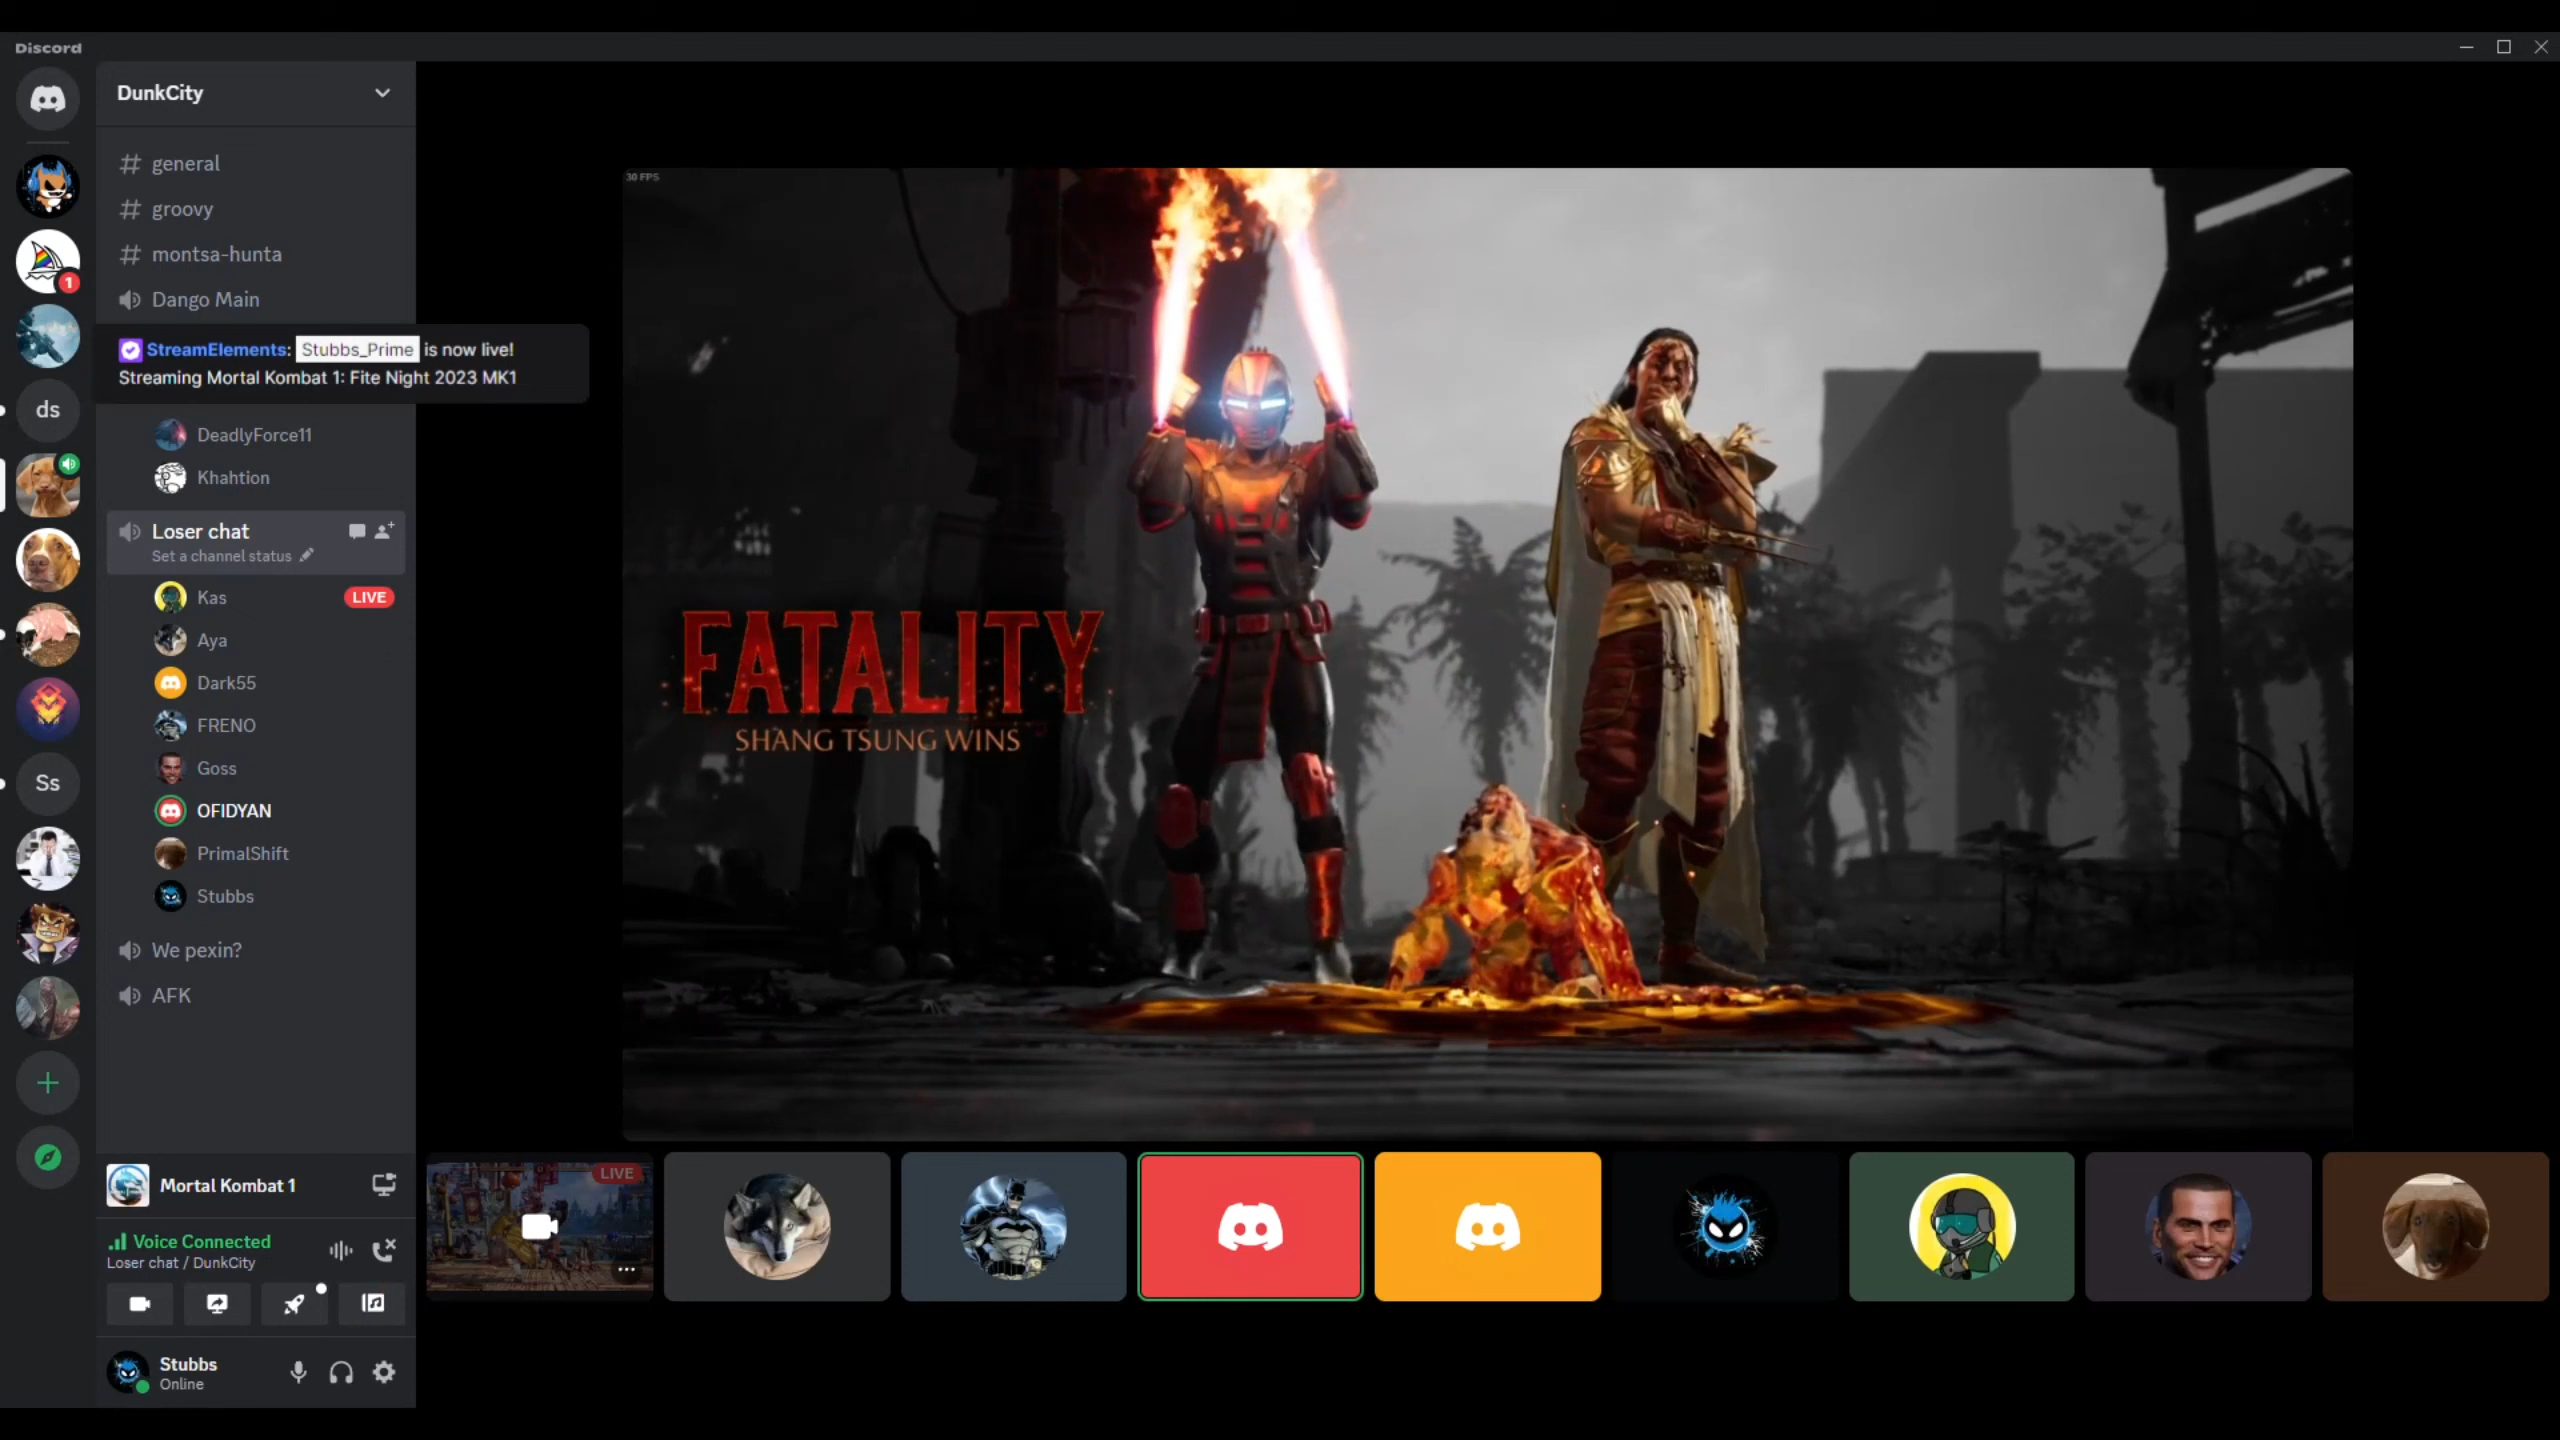 Discord
DunkCity
general
groovy
montsa-hunta
Dango Main
StreamElements: Stubbs_Prime is now live!
Streaming Mortal Kombat 1: Fite Night 2023 MK1
ds
DeadlyForce11
Khahtion
Loser chat
Set a channel status
Kas
LIVE
Aya
Dark55
FRENO
Goss
OFIDYAN
PrimalShift
Stubbs
We pexin?
AFK
1
Ss
Mortal Kombat 1
Voice Connected
Loser chat / DunkCity
Stubbs
Online
30 FPS
FATALITY
SHANG TSUNG WINS
LIVE